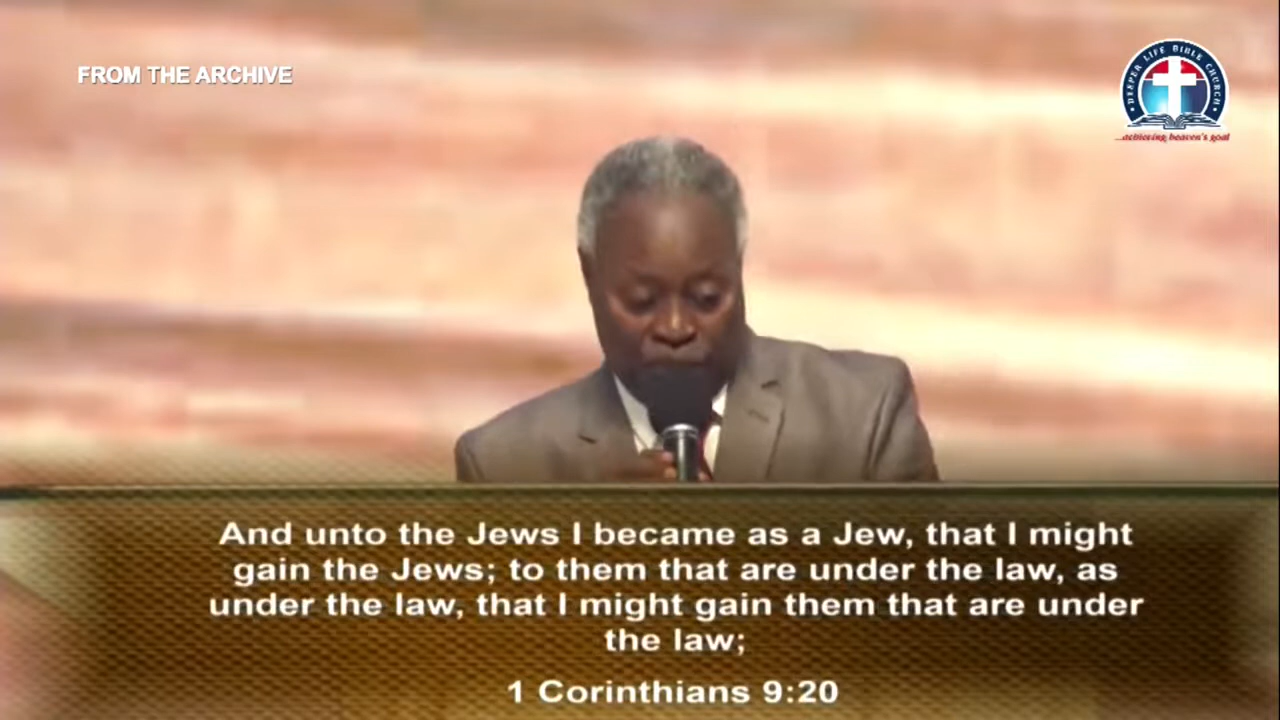 FROM THE ARCHIVE
DEEPER LIFE BIBLE CHURCH
...achieving heaven's goal
And unto the Jews I became as a Jew, that I might
gain the Jews; to them that are under the law, as
under the law, that I might gain them that are under
the law;
1 Corinthians 9:20